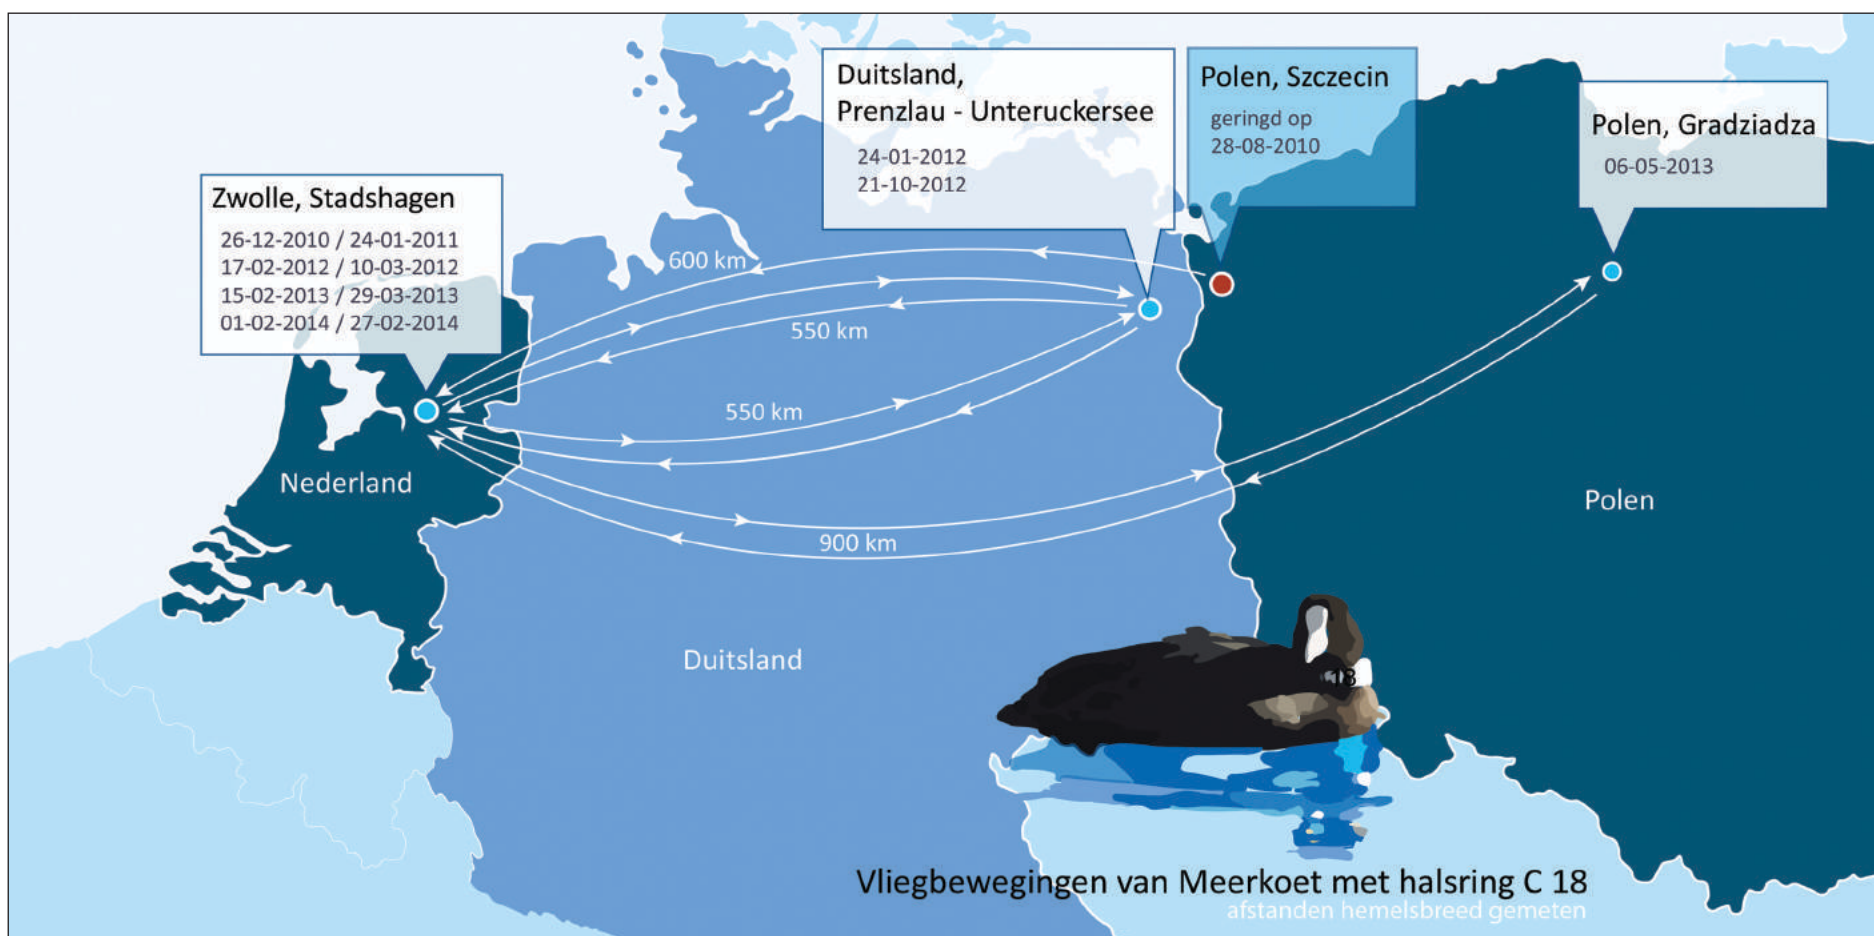 Duitsland,
Prenzlau - Unteruckersee
24-01-2012
21-10-2012
Polen, Szczecin
geringd op
28-08-2010
Polen, Gradziadza
06-05-2013
Zwolle, Stadshagen
26-12-2010 / 24-01-2011
17-02-2012 / 10-03-2012
15-02-2013 / 29-03-2013
01-02-2014 / 27-02-2014
600 km
550 km
550 km
900 km
Nederland
Polen
Duitsland
18
Vliegbewegingen van Meerkoet met halsring C 18
afstanden hemelsbreed gemeten